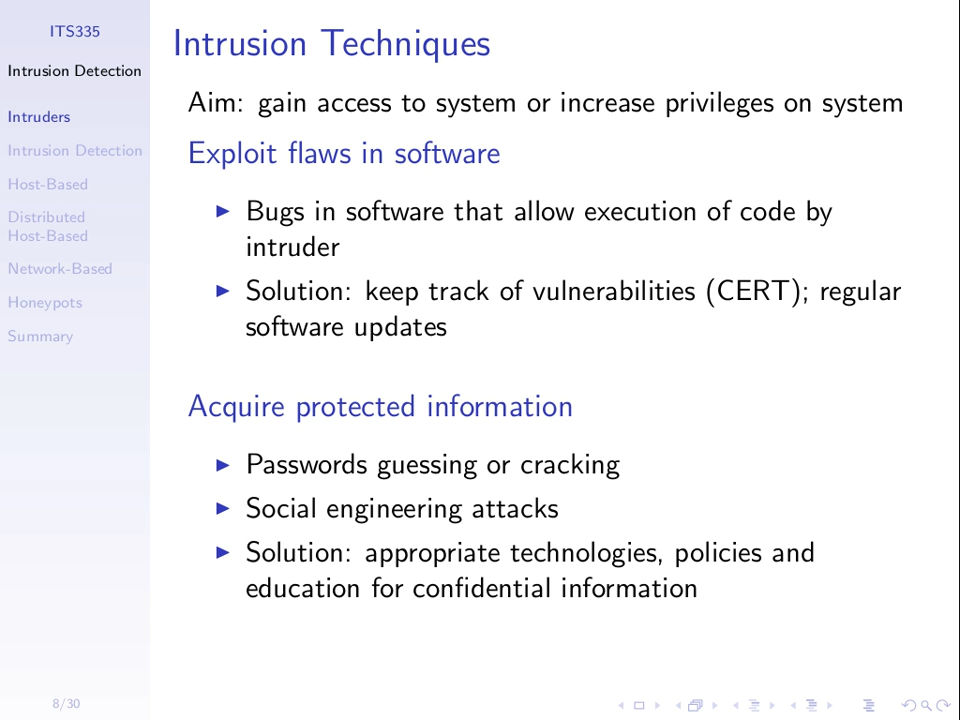 ITS335
Intrusion Detection
Intruders
Intrusion Detection
Host-Based
Distributed
Host-Based
Network-Based
Honeypots
Summary
8/30
Intrusion Techniques
Aim: gain access to system or increase privileges on system
Exploit flaws in software
Bugs in software that allow execution of code by
intruder
Solution: keep track of vulnerabilities (CERT); regular
software updates
Acquire protected information
Passwords guessing or cracking
Social engineering attacks
Solution: appropriate technologies, policies and
education for confidential information